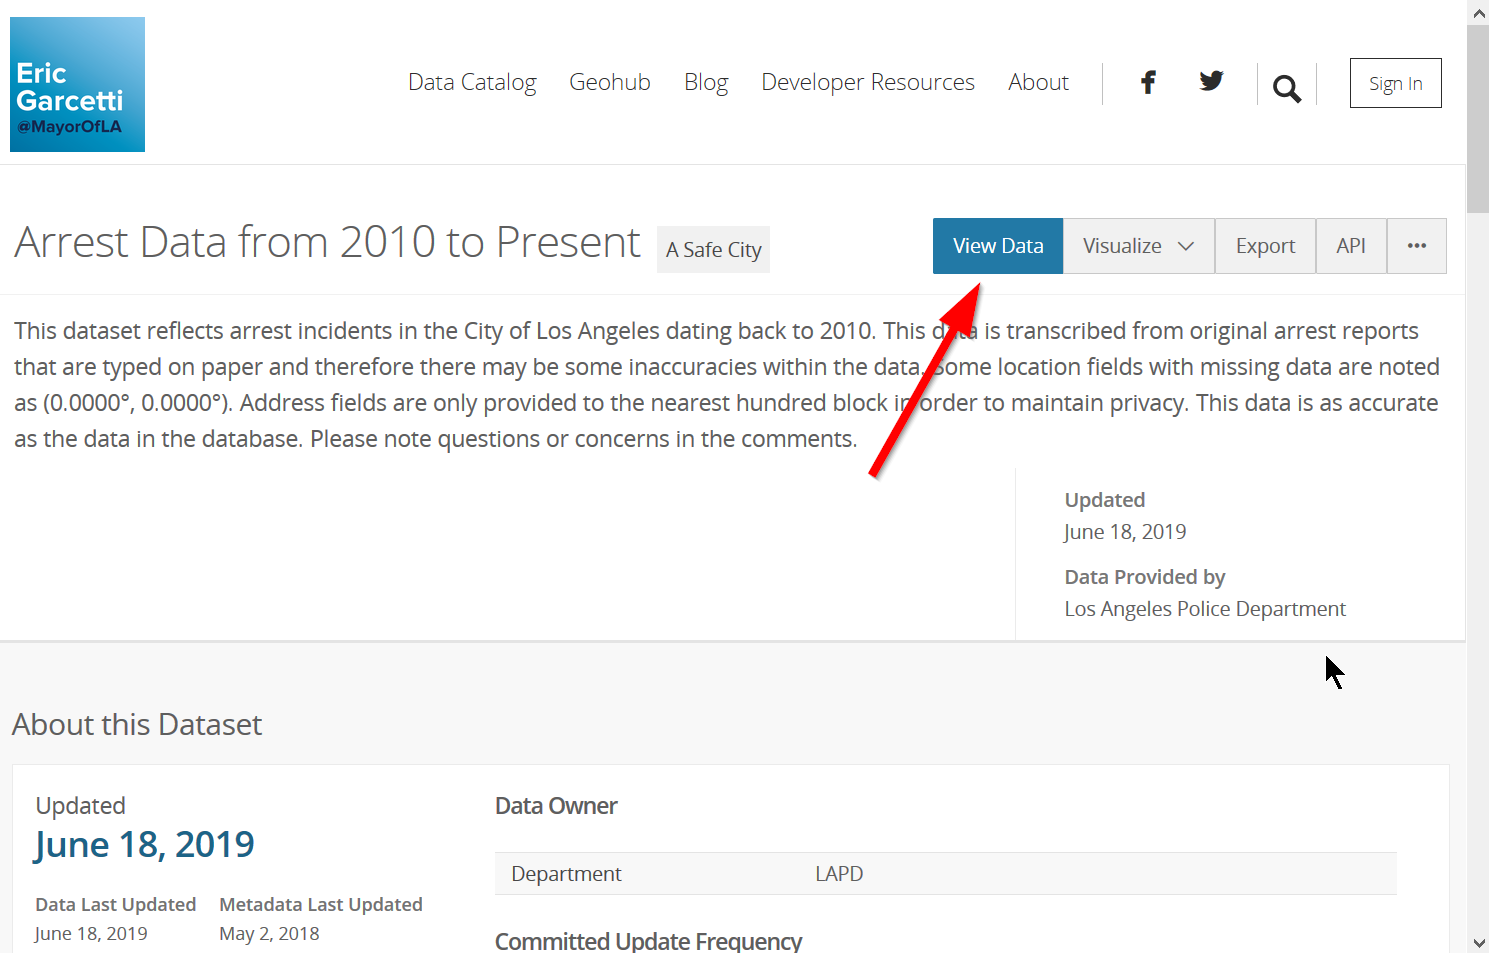 Eric
Garcetti
@MayorOfLA
Data Catalog Geohub Blog Developer Resources About Sign In
Arrest Data from 2010 to Present A Safe City View Data Visualize Export API •••
This dataset reflects arrest incidents in the City of Los Angeles dating back to 2010. This data is transcribed from original arrest reports
that are typed on paper and therefore there may be some inaccuracies within the data. Some location fields with missing data are noted
as (0.0000°, 0.0000°). Address fields are only provided to the nearest hundred block in order to maintain privacy. This data is as accurate
as the data in the database. Please note questions or concerns in the comments.
Updated
June 18, 2019
Data Provided by
Los Angeles Police Department
About this Dataset
Updated
June 18, 2019
Data Last Updated Metadata Last Updated
June 18, 2019 May 2, 2018
Data Owner
Department LAPD
Committed Update Frequency